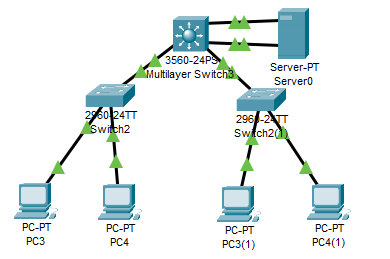 3560-24PS
Multilayer Switch3
Server-PT
Server0
2960-24TT
Switch2
2960-24TT
Switch2(1)
PC-PT
PC3
PC-PT
PC4
PC-PT
PC3(1)
PC-PT
PC4(1)